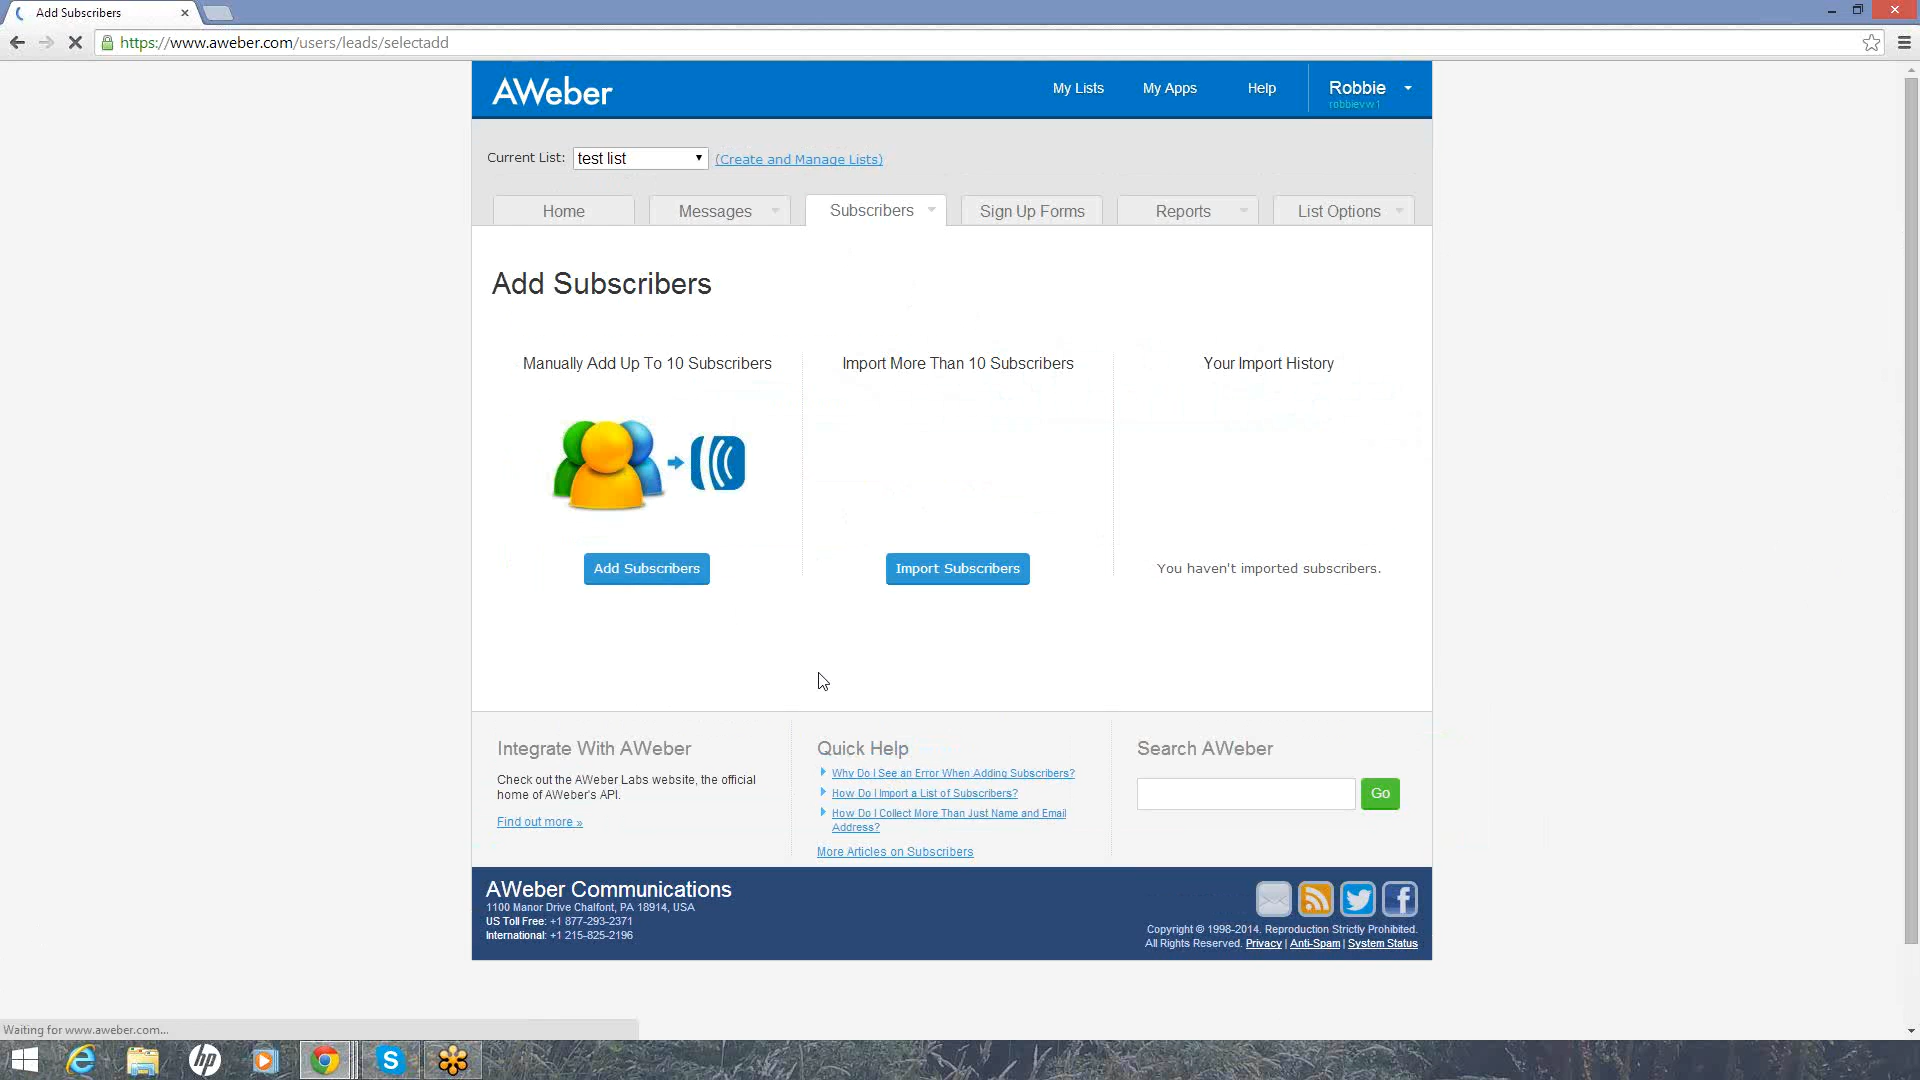 Add Subscribers
https://www.aweber.com/users/leads/selectadd
AWeber
My Lists
My Apps
Help
Robbie
robbievw1
Current List:
test list
(Create and Manage Lists)
Home
Messages
Subscribers
Sign Up Forms
Reports
List Options
Add Subscribers
Manually Add Up To 10 Subscribers
Import More Than 10 Subscribers
Your Import History
Add Subscribers
Import Subscribers
You haven't imported subscribers.
Integrate With AWeber
Check out the AWeber Labs website, the official
home of AWeber's API.
Find out more »
Quick Help
Why Do I See an Error When Adding Subscribers?
How Do I Import a List of Subscribers?
How Do I Collect More Than Just Name and Email
Address?
More Articles on Subscribers
Search AWeber
Go
AWeber Communications
1100 Manor Drive Chalfont, PA 18914, USA
US Toll Free: +1 877-293-2371
International: +1 215-825-2196
Copyright © 1998-2014. Reproduction Strictly Prohibited.
All Rights Reserved. Privacy | Anti-Spam | System Status
Waiting for www.aweber.com...
hp